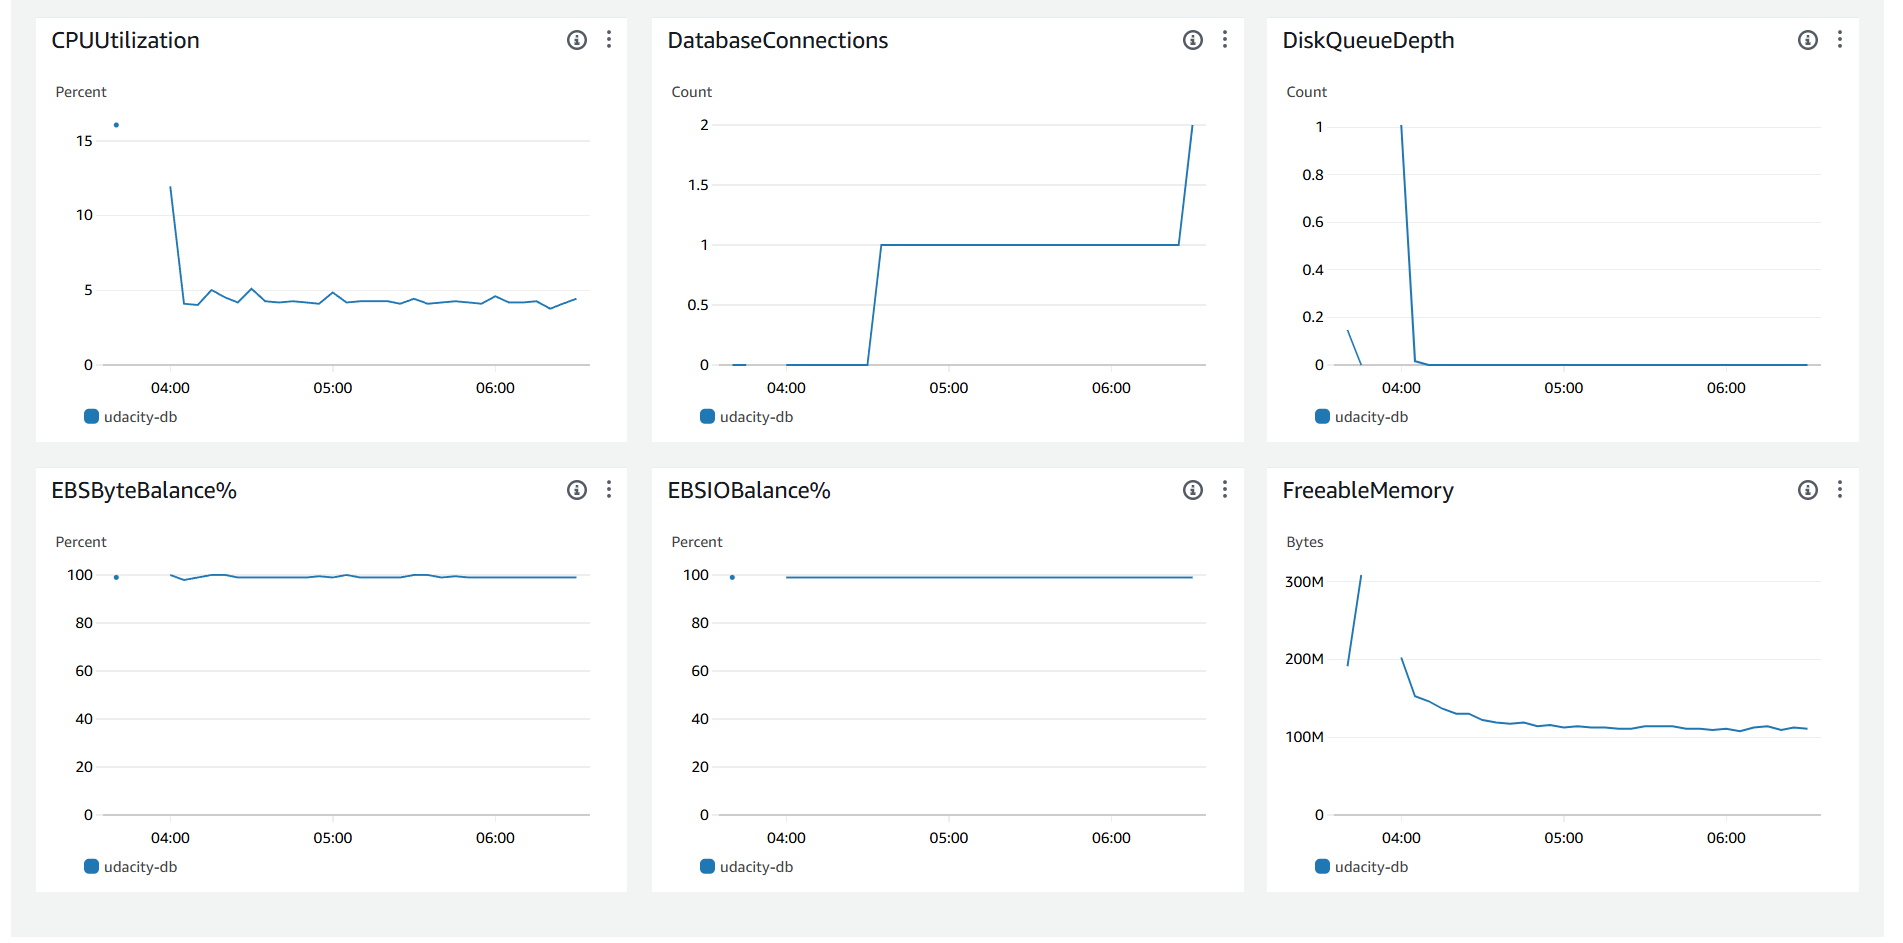 CPUUtilization
Percent
15
10
5
0
04:00 05:00 06:00
udacity-db
DatabaseConnections
Count
2
1.5
1
0.5
0
04:00 05:00 06:00
udacity-db
DiskQueueDepth
Count
1
0.8
0.6
0.4
0.2
0
04:00 05:00 06:00
udacity-db
EBSByteBalance%
Percent
100
80
60
40
20
0
04:00 05:00 06:00
udacity-db
EBSIOBalance%
Percent
100
80
60
40
20
0
04:00 05:00 06:00
udacity-db
FreeableMemory
Bytes
300M
200M
100M
0
04:00 05:00 06:00
udacity-db